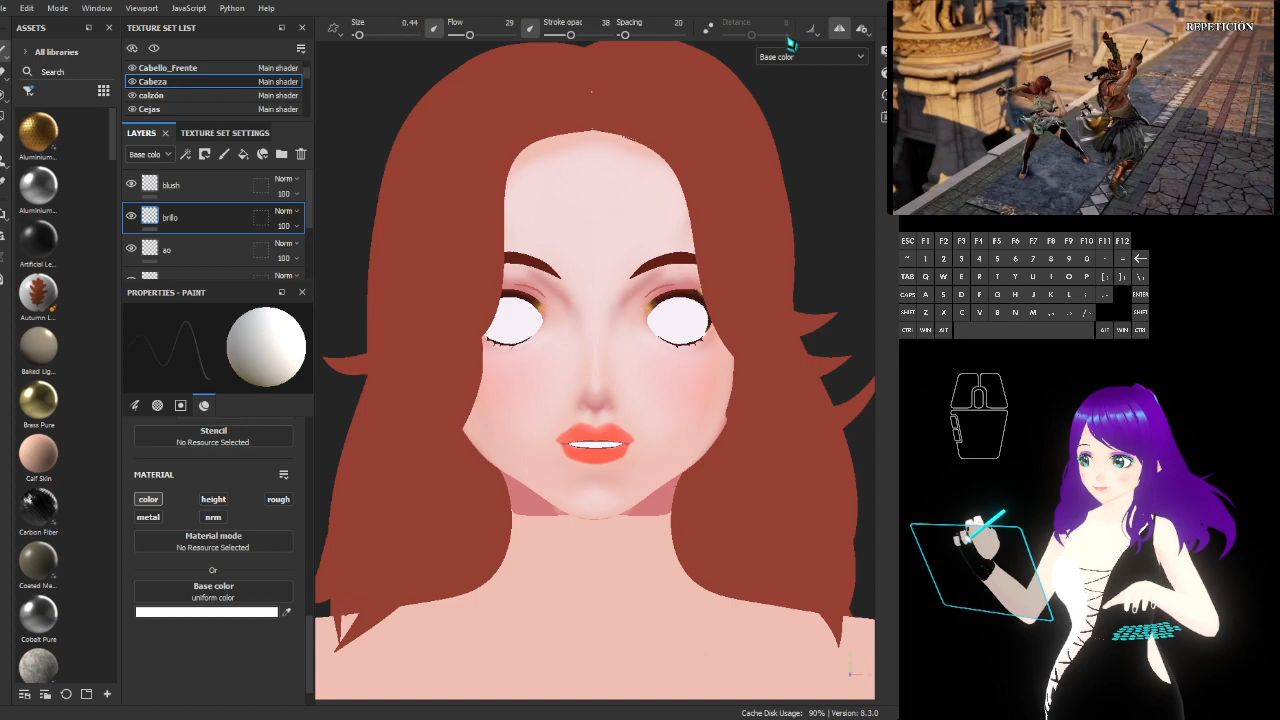 le Edit Mode Window Viewport JavaScript Python Help
ASSETS
All libraries
Search
Aluminium...
Aluminium...
Artificial Le...
Autumn L...
Baked Lig...
Brass Pure
Calf Skin
Carbon Fiber
Coated Ma...
Cobalt Pure
TEXTURE SET LIST
Cabello_Frente Main shader
Cabeza Main shader
calzón Main shader
Cejas Main shader
LAYERS TEXTURE SET SETTINGS
Base colo
blush Norm 100
brillo Norm 100
ao Norm 100
Norm
PROPERTIES - PAINT
Stencil
No Resource Selected
MATERIAL
color height rough
metal nrm
Material mode
No Resource Selected
Or
Base color
uniform color
Size 0.44 Flow 29 Stroke opac 38 Spacing 20 Distance 8
Base color
Cache Disk Usage: 90% | Version: 8.3.0
REPETICIÓN
ESC F1 F2 F3 F4 F5 F6 F7 F8 F9 F10 F11 F12
~ 1 2 3 4 5 6 7 8 9 0 - =
TAB Q W E R T Y U I O P [ ; ] ; \
CAPS A S D F G H J K L ; ENTER
SHIFT Z X C V B N M SHIFT
CTRL WIN ALT ALT WIN CTRL